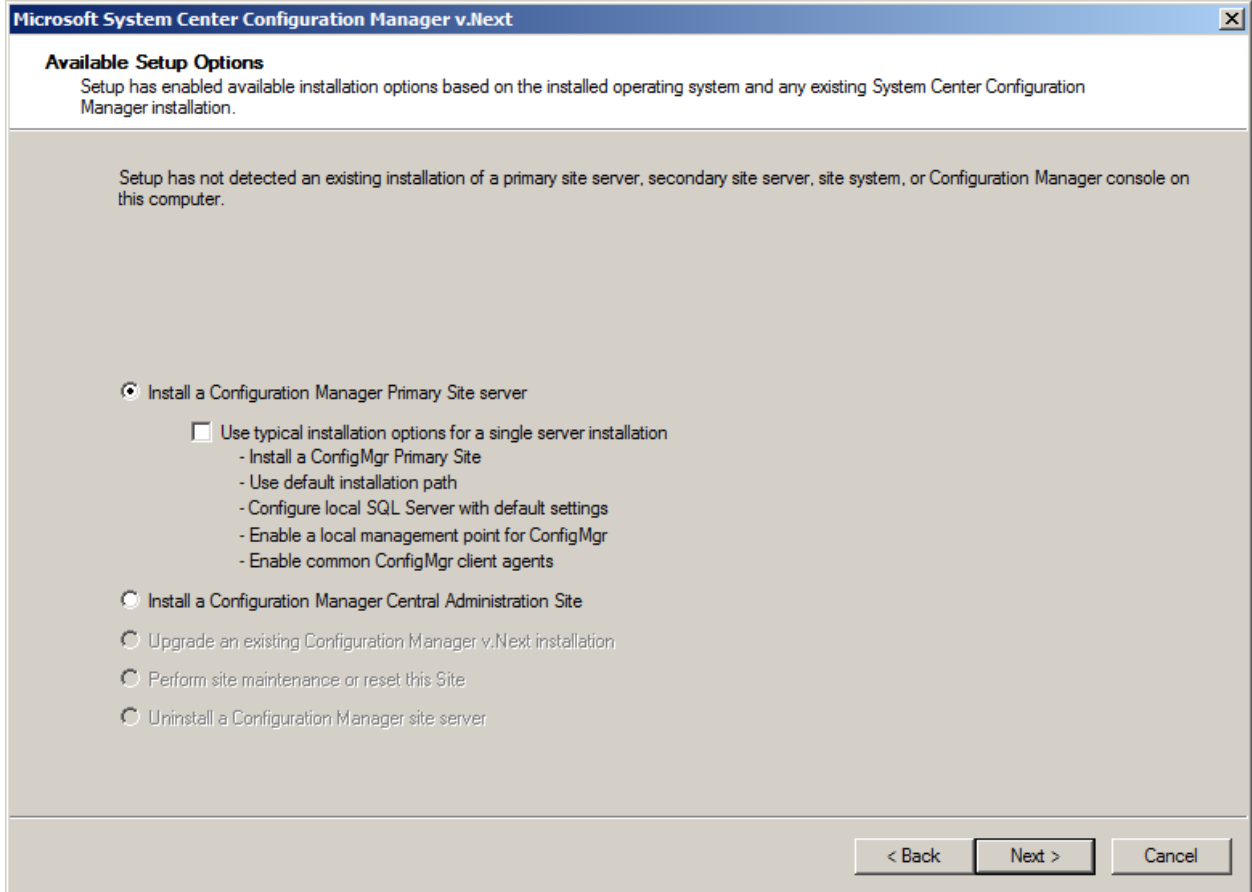 Microsoft System Center Configuration Manager v.Next
Available Setup Options
Setup has enabled available installation options based on the installed operating system and any existing System Center Configuration
Manager installation.
Setup has not detected an existing installation of a primary site server, secondary site server, site system, or Configuration Manager console on
this computer.
Install a Configuration Manager Primary Site server
Use typical installation options for a single server installation
- Install a ConfigMgr Primary Site
- Use default installation path
- Configure local SQL Server with default settings
- Enable a local management point for ConfigMgr
- Enable common ConfigMgr client agents
Install a Configuration Manager Central Administration Site
Upgrade an existing Configuration Manager v.Next installation
Perform site maintenance or reset this Site
Uninstall a Configuration Manager site server
< Back Next > Cancel